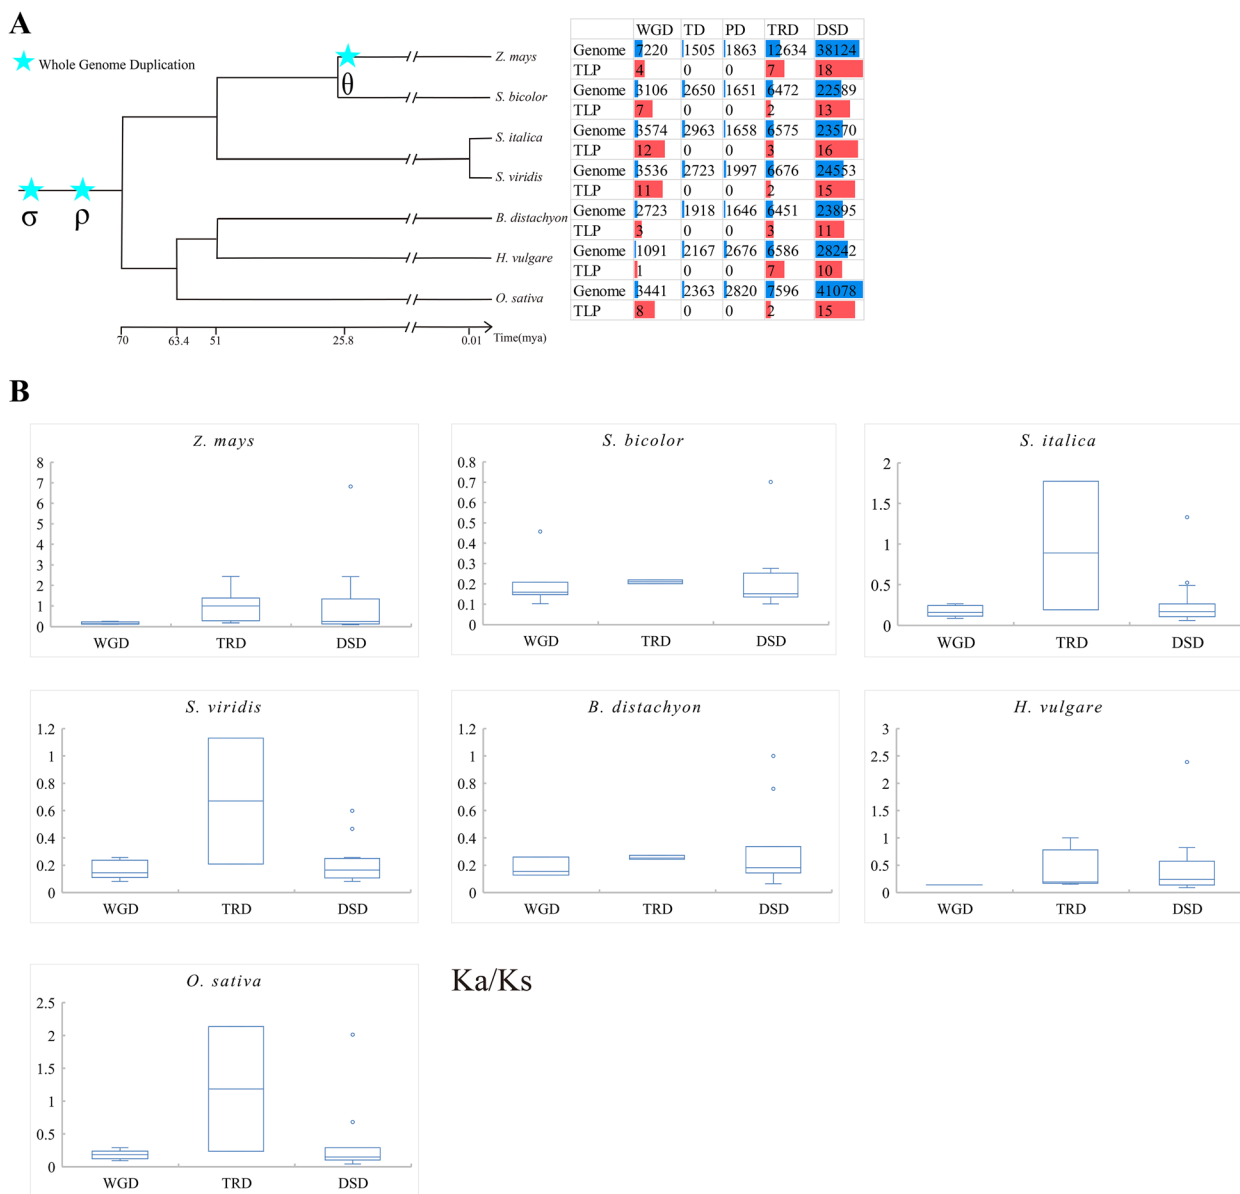 A
Whole Genome Duplication
Z. mays
θ
S. bicolor
S. italica
S. viridis
σ ρ
B. distachyon
H. vulgare
O. sativa
70 63.4 51 25.8 0.01 Time(mya)
WGD TD PD TRD DSD
Genome 7220 1505 1863 12634 38124
TLP 4 0 0 7 18
Genome 3106 2650 1651 6472 22589
TLP 7 0 0 2 13
Genome 3574 2963 1658 6575 23570
TLP 12 0 0 3 16
Genome 3536 2723 1997 6676 24553
TLP 11 0 0 2 15
Genome 2723 1918 1646 6451 23895
TLP 3 0 0 3 11
Genome 1091 2167 2676 6586 28242
TLP 1 0 0 7 10
Genome 3441 2363 2820 7596 41078
TLP 8 0 0 2 15
B
Z. mays
8
7
6
5
4
3
2
1
0
WGD TRD DSD
S. bicolor
0.8
0.7
0.6
0.5
0.4
0.3
0.2
0.1
0
WGD TRD DSD
S. italica
2
1.5
1
0.5
0
WGD TRD DSD
S. viridis
1.2
1
0.8
0.6
0.4
0.2
0
WGD TRD DSD
B. distachyon
1.2
1
0.8
0.6
0.4
0.2
0
WGD TRD DSD
H. vulgare
3
2.5
2
1.5
1
0.5
0
WGD TRD DSD
O. sativa
2.5
2
1.5
1
0.5
0
WGD TRD DSD
Ka/Ks